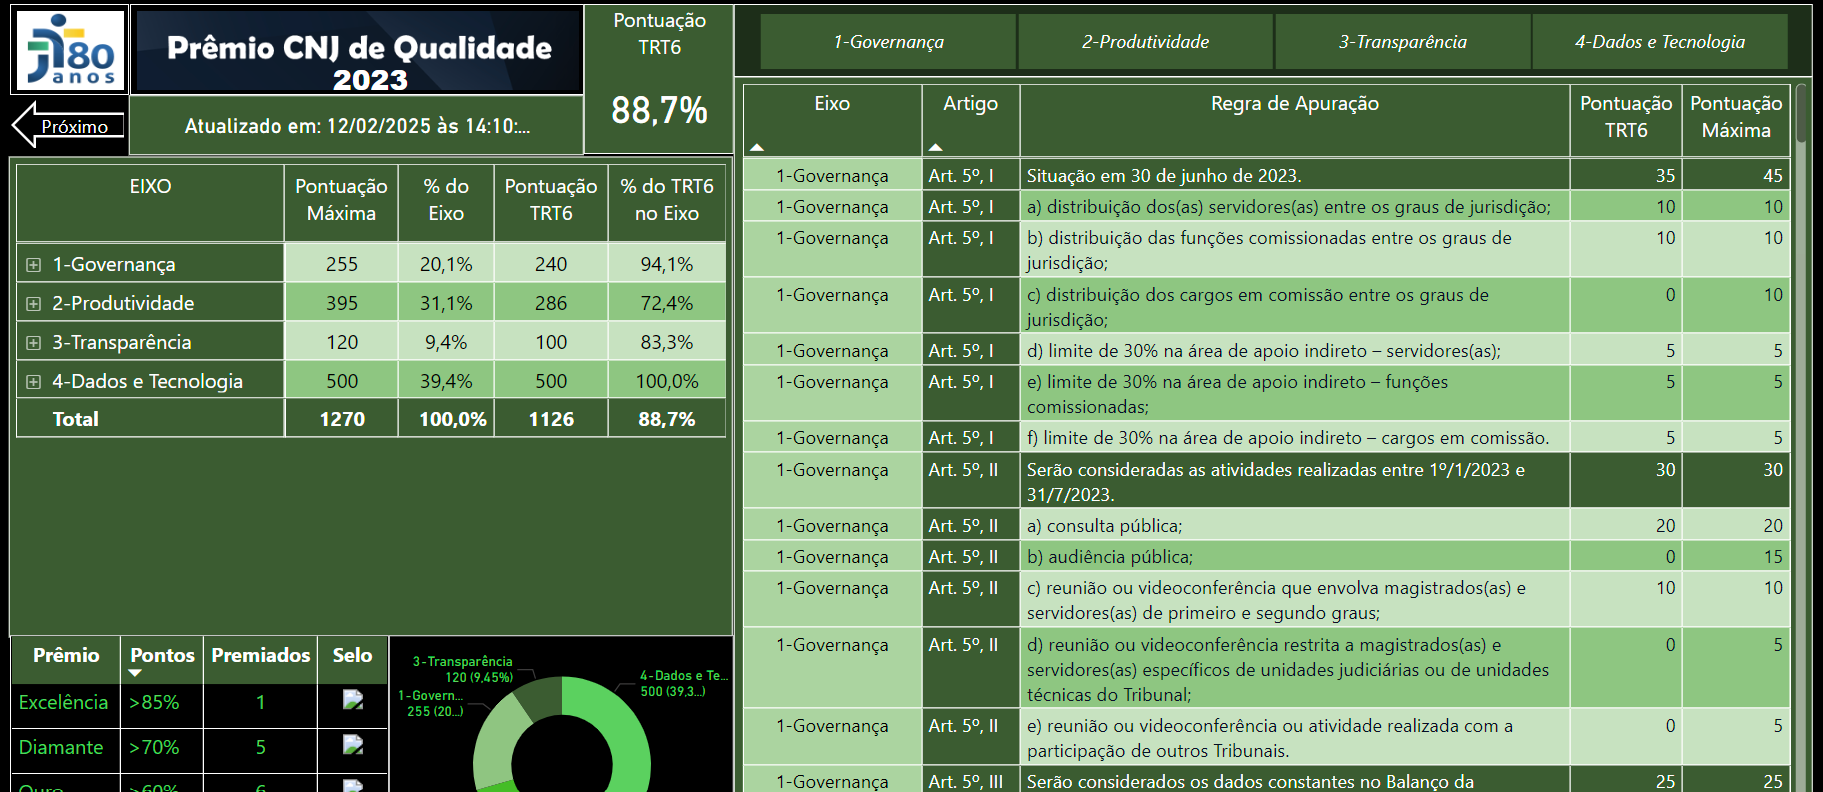 80
anos
Prêmio CNJ de Qualidade
2023
Pontuação
TRT6
88,7%
Próximo
Atualizado em: 12/02/2025 às 14:10:...
1-Governança
2-Produtividade
3-Transparência
4-Dados e Tecnologia
EIXO Pontuação Máxima % do Eixo Pontuação TRT6 % do TRT6 no Eixo
1-Governança 255 20,1% 240 94,1%
2-Produtividade 395 31,1% 286 72,4%
3-Transparência 120 9,4% 100 83,3%
4-Dados e Tecnologia 500 39,4% 500 100,0%
Total 1270 100,0% 1126 88,7%
Prêmio Pontos Premiados Selo
Excelência >85% 1
Diamante >70% 5
Ouro >60% 6
3-Transparência
120 (9,45%)
1-Govern...
255 (20...)
4-Dados e Te...
500 (39,3...)
Eixo Artigo Regra de Apuração Pontuação TRT6 Pontuação Máxima
1-Governança Art. 5º, I Situação em 30 de junho de 2023. 35 45
1-Governança Art. 5º, I a) distribuição dos(as) servidores(as) entre os graus de jurisdição; 10 10
1-Governança Art. 5º, I b) distribuição das funções comissionadas entre os graus de 10 10
jurisdição;
1-Governança Art. 5º, I c) distribuição dos cargos em comissão entre os graus de 0 10
jurisdição;
1-Governança Art. 5º, I d) limite de 30% na área de apoio indireto – servidores(as); 5 5
1-Governança Art. 5º, I e) limite de 30% na área de apoio indireto – funções 5 5
comissionadas;
1-Governança Art. 5º, I f) limite de 30% na área de apoio indireto – cargos em comissão. 5 5
1-Governança Art. 5º, II Serão consideradas as atividades realizadas entre 1º/1/2023 e 30 30
31/7/2023.
1-Governança Art. 5º, II a) consulta pública; 20 20
1-Governança Art. 5º, II b) audiência pública; 0 15
1-Governança Art. 5º, II c) reunião ou videoconferência que envolva magistrados(as) e 10 10
servidores(as) de primeiro e segundo graus;
1-Governança Art. 5º, II d) reunião ou videoconferência restrita a magistrados(as) e 0 5
servidores(as) específicos de unidades judiciárias ou de unidades
técnicas do Tribunal;
1-Governança Art. 5º, II e) reunião ou videoconferência ou atividade realizada com a 0 5
participação de outros Tribunais.
1-Governança Art. 5º, III Serão considerados os dados constantes no Balanço da 25 25